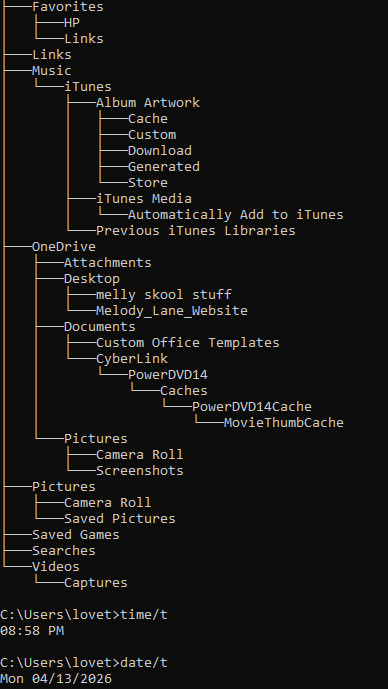 ├───Favorites
│   ├───HP
│   └───Links
├───Links
├───Music
│   └───iTunes
│       ├───Album Artwork
│       │   ├───Cache
│       │   ├───Custom
│       │   ├───Download
│       │   ├───Generated
│       │   └───Store
│       ├───iTunes Media
│       │   └───Automatically Add to iTunes
│       └───Previous iTunes Libraries
├───OneDrive
│   ├───Attachments
│   ├───Desktop
│   │   ├───melly skool stuff
│   │   └───Melody_Lane_Website
│   ├───Documents
│   │   ├───Custom Office Templates
│   │   └───CyberLink
│   │       └───PowerDVD14
│   │           └───Caches
│   │               └───PowerDVD14Cache
│   │                   └───MovieThumbCache
│   └───Pictures
│       ├───Camera Roll
│       └───Screenshots
├───Pictures
│   ├───Camera Roll
│   └───Saved Pictures
├───Saved Games
├───Searches
└───Videos
    └───Captures
C:\Users\lovet>time/t
08:58 PM
C:\Users\lovet>date/t
Mon 04/13/2026